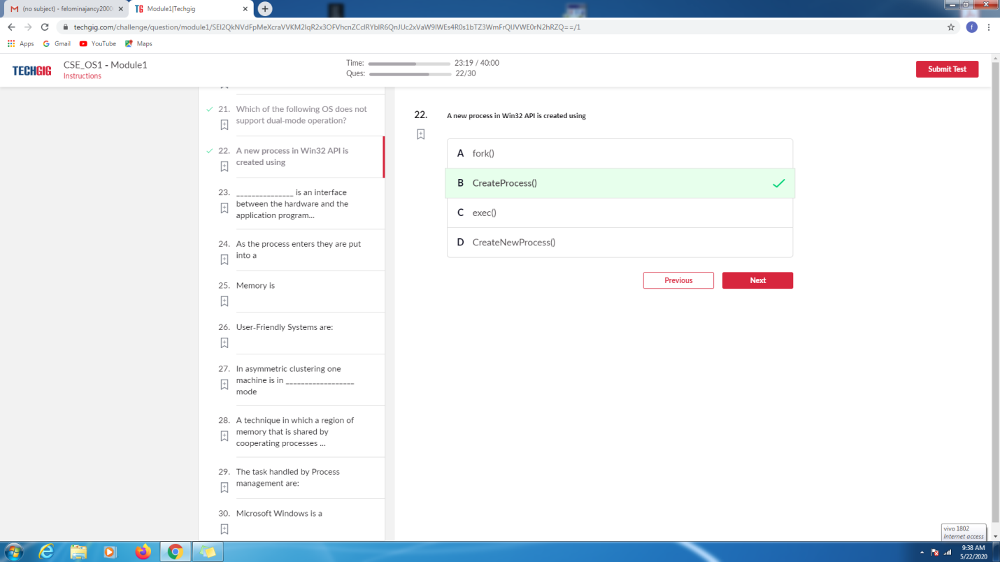 (no subject) - felominajancy2000
Module1|Techgig
techgig.com/challenge/question/module1/SEI2QkNVdFpMeXcraVVKM2lqR2x3OFVhcnZCclRYblR6QnJUc2xVaW9lWEs4R0s1bTZ3WmFrQlJVWE0rN2hRZQ==/1
Apps
Gmail
YouTube
Maps
TECHGIG
CSE_OS1 - Module1
Instructions
Time: 23:19 / 40:00
Ques: 22/30
Submit Test
21. Which of the following OS does not
support dual-mode operation?
22. A new process in Win32 API is
created using
23. _______________ is an interface
between the hardware and the
application program...
24. As the process enters they are put
into a
25. Memory is
26. User-Friendly Systems are:
27. In asymmetric clustering one
machine is in __________________
mode
28. A technique in which a region of
memory that is shared by
cooperating processes ...
29. The task handled by Process
management are:
30. Microsoft Windows is a
22. A new process in Win32 API is created using
A fork()
B CreateProcess()
C exec()
D CreateNewProcess()
Previous
Next
vivo 1802
Internet access
9:38 AM
5/22/2020